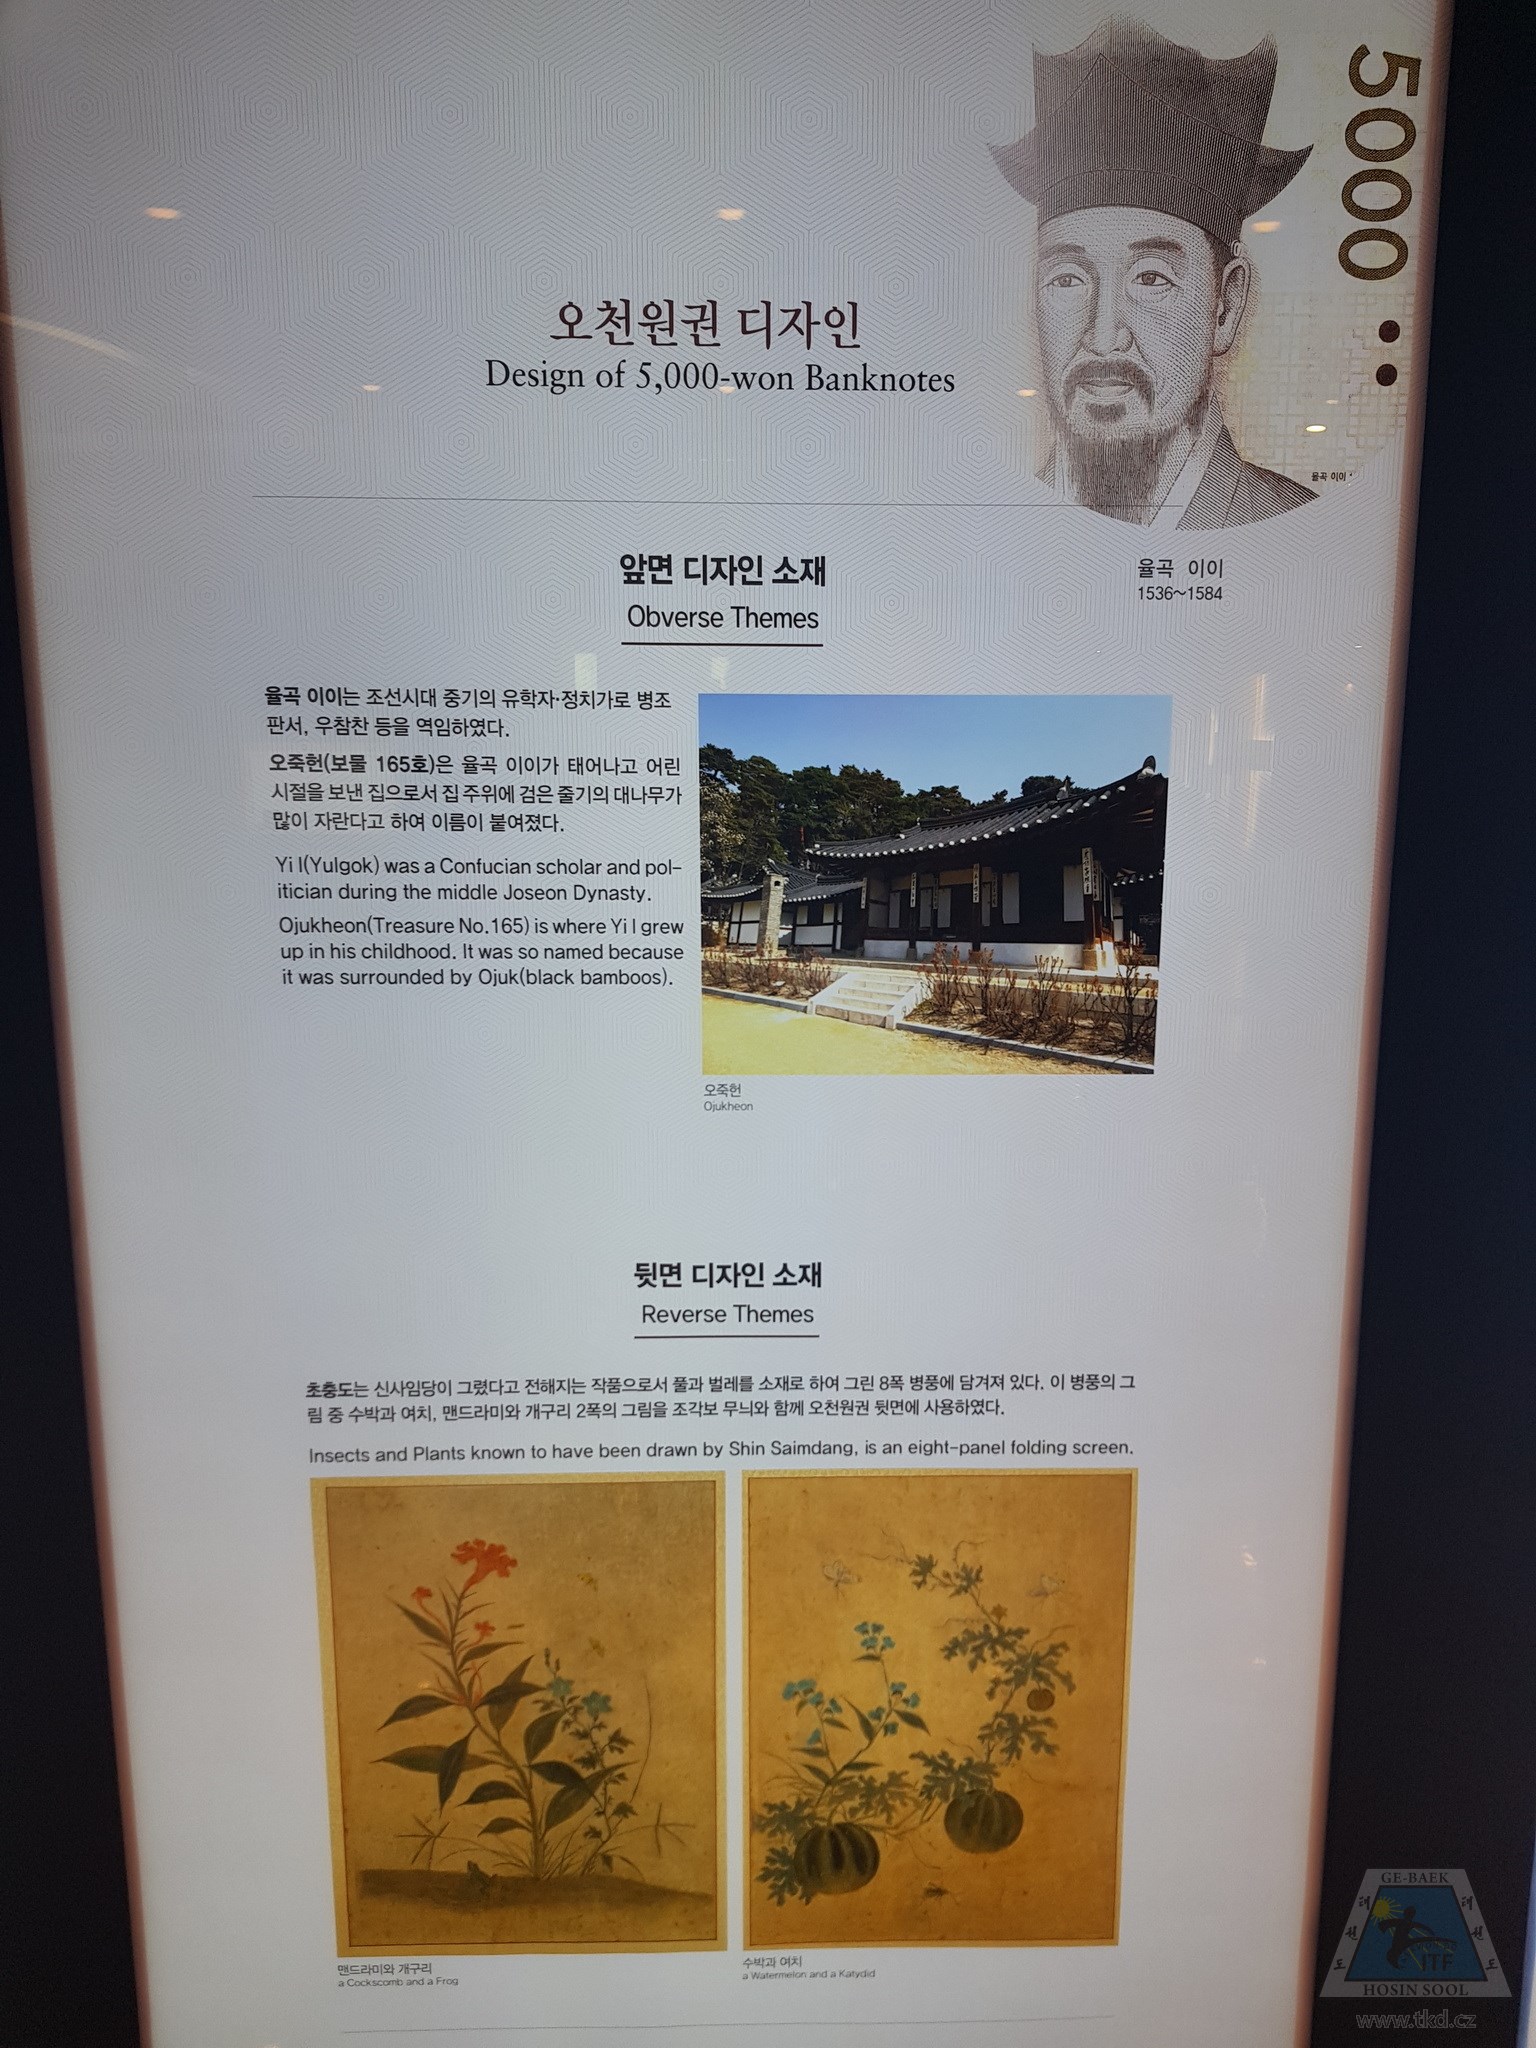 5000
율곡 이이
오천원권 디자인
Design of 5,000-won Banknotes
앞면 디자인 소재
Obverse Themes
율곡 이이
1536~1584
율곡 이이는 조선시대 중기의 유학자·정치가로 병조
판서, 우참찬 등을 역임하였다.
오죽헌(보물 165호)은 율곡 이이가 태어나고 어린
시절을 보낸 집으로서 집 주위에 검은 줄기의 대나무가
많이 자란다고 하여 이름이 붙여졌다.
Yi I(Yulgok) was a Confucian scholar and pol-
itician during the middle Joseon Dynasty.
Ojukheon(Treasure No.165) is where Yi I grew
up in his childhood. It was so named because
it was surrounded by Ojuk(black bamboos).
오죽헌
Ojukheon
뒷면 디자인 소재
Reverse Themes
초충도는 신사임당이 그렸다고 전해지는 작품으로서 풀과 벌레를 소재로 하여 그린 8폭 병풍에 담겨져 있다. 이 병풍의 그
림 중 수박과 여치, 맨드라미와 개구리 2폭의 그림을 조각보 무늬와 함께 오천원권 뒷면에 사용하였다.
Insects and Plants known to have been drawn by Shin Saimdang, is an eight-panel folding screen.
맨드라미와 개구리
a Cockscomb and a Frog
수박과 여치
a Watermelon and a Katydid
GE-BAEK
태 권 도
태 권 도
ITF
HOSIN SOOL
www.tkd.cz